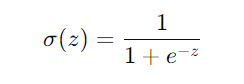 σ(z) = 1 / (1 + e^{-z})